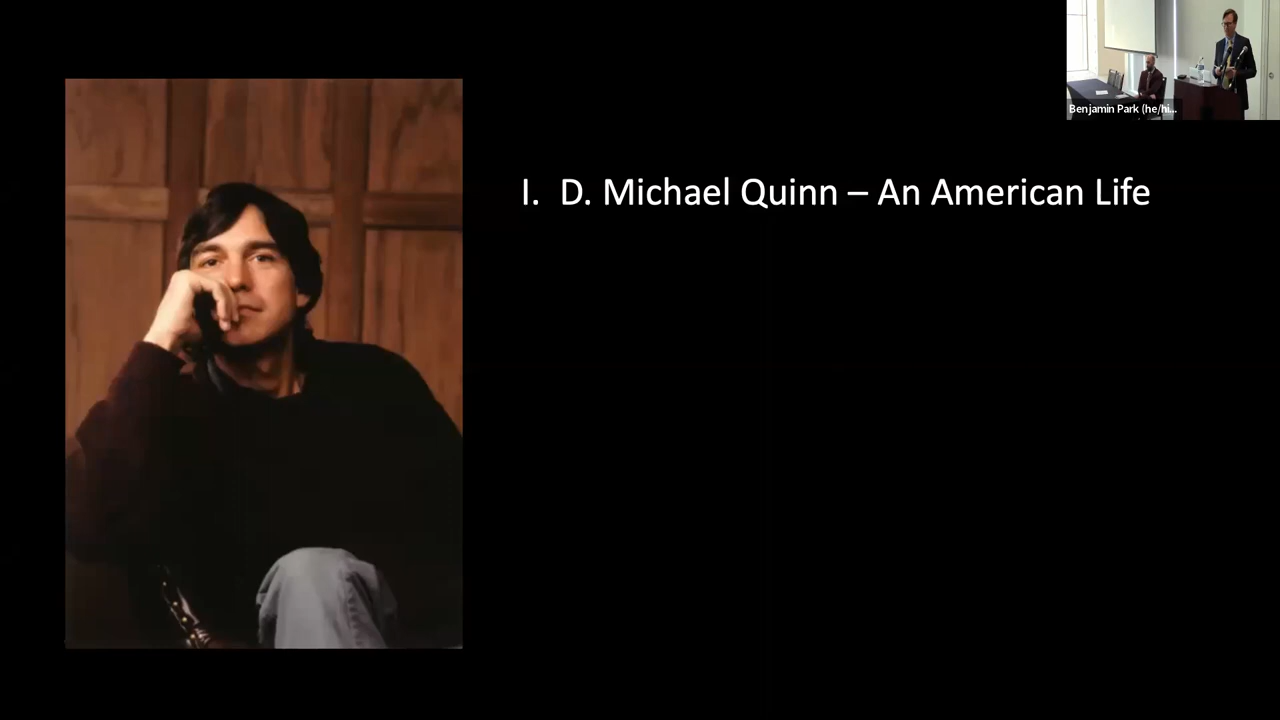 Benjamin Park (he/hi...
I. D. Michael Quinn – An American Life